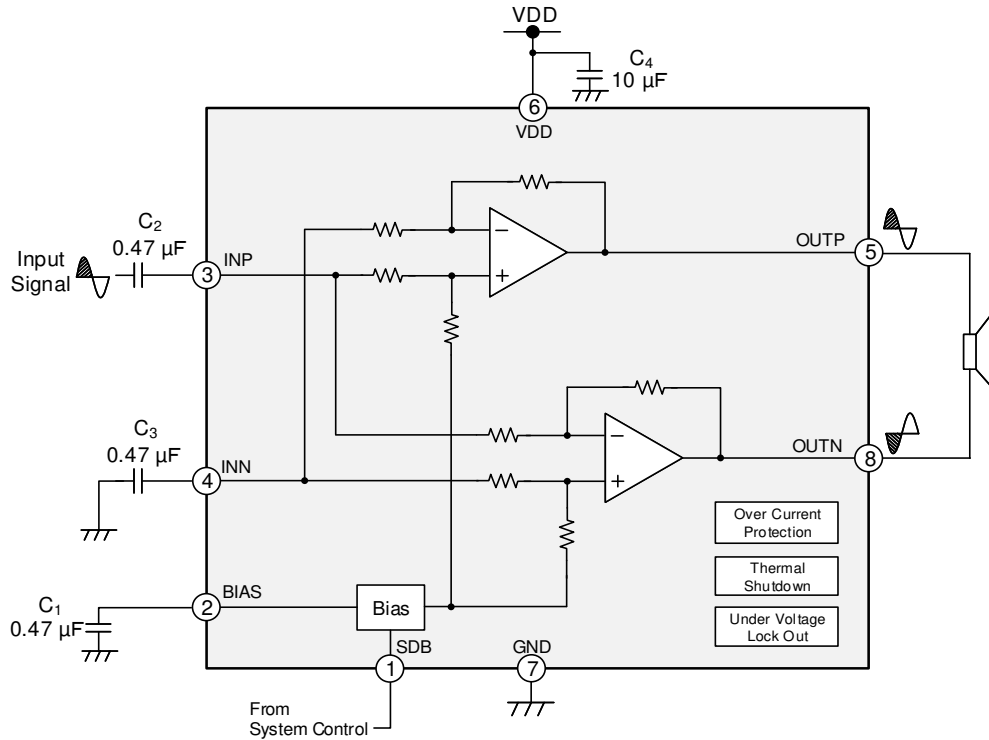 VDD
C₄
10 µF
6
VDD
C₂
0.47 µF
Input
Signal
3
INP
−
+
OUTP
5
C₃
0.47 µF
4
INN
−
+
OUTN
8
Over Current
Protection
Thermal
Shutdown
Under Voltage
Lock Out
C₁
0.47 µF
2
BIAS
Bias
SDB
1
GND
7
From
System Control